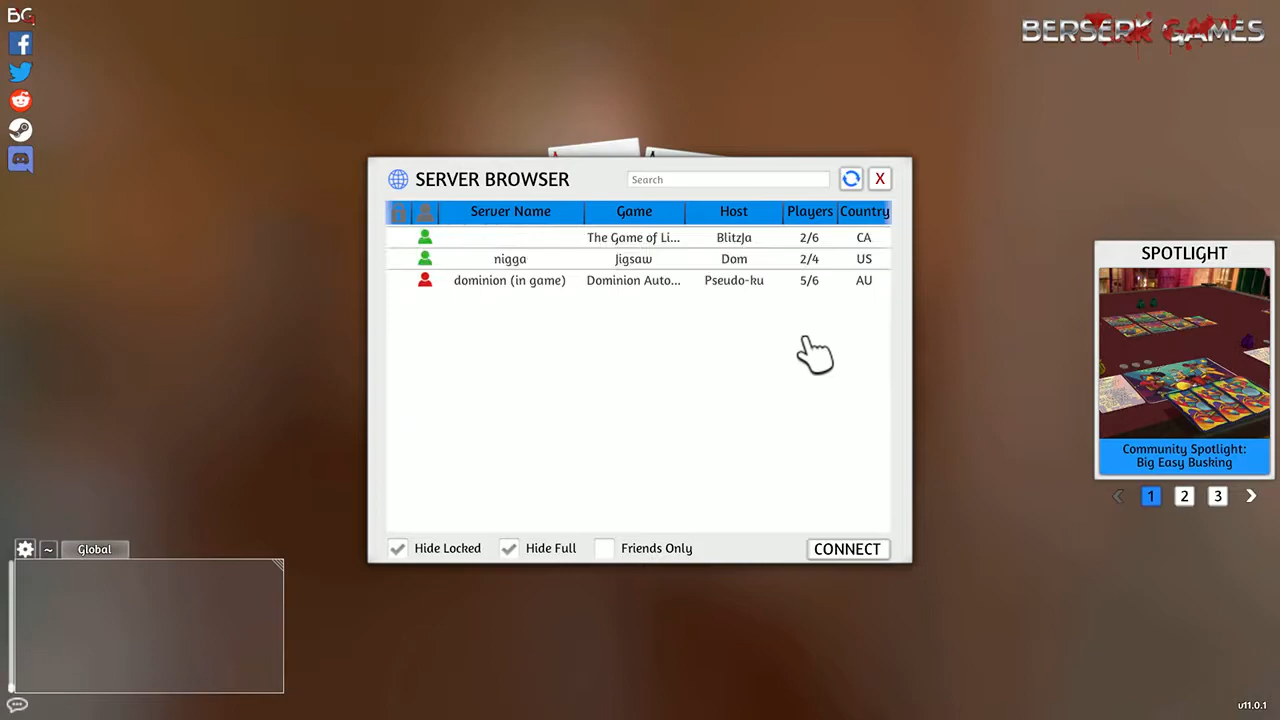 BG
BERSERK GAMES
SERVER BROWSER
Search
X
Server Name Game Host Players Country
The Game of Li... BlitzJa 2/6 CA
nigga Jigsaw Dom 2/4 US
dominion (in game) Dominion Auto... Pseudo-ku 5/6 AU
Hide Locked Hide Full Friends Only CONNECT
SPOTLIGHT
Community Spotlight:
Big Easy Busking
1 2 3
~ Global
v11.0.1